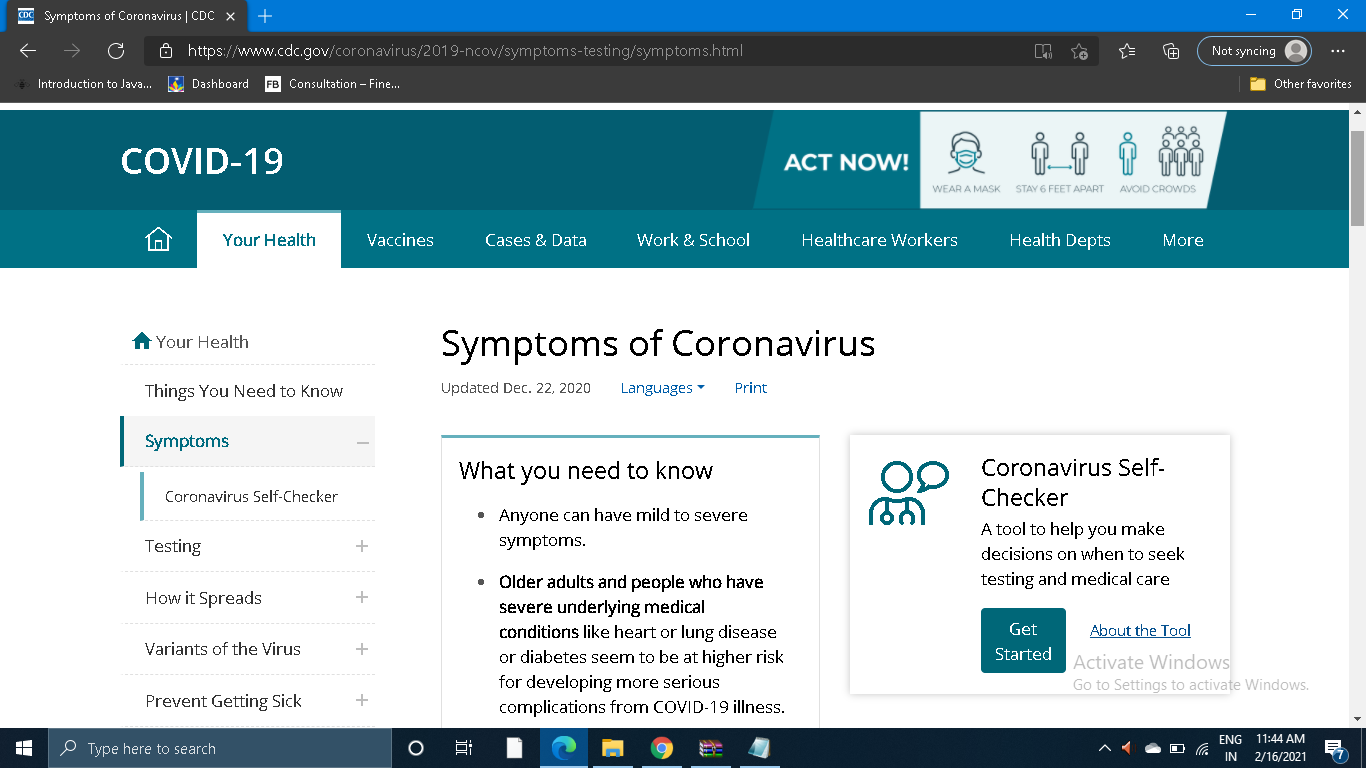 CDC
Symptoms of Coronavirus | CDC
https://www.cdc.gov/coronavirus/2019-ncov/symptoms-testing/symptoms.html
Not syncing
Introduction to Java...
Dashboard
FB
Consultation – Fine...
Other favorites
COVID-19
ACT NOW!
WEAR A MASK
STAY 6 FEET APART
AVOID CROWDS
Your Health
Vaccines
Cases & Data
Work & School
Healthcare Workers
Health Depts
More
Your Health
Things You Need to Know
Symptoms
Coronavirus Self-Checker
Testing
How it Spreads
Variants of the Virus
Prevent Getting Sick
Symptoms of Coronavirus
Updated Dec. 22, 2020
Languages
Print
What you need to know
Anyone can have mild to severe
symptoms.
Older adults and people who have
severe underlying medical
conditions like heart or lung disease
or diabetes seem to be at higher risk
for developing more serious
complications from COVID-19 illness.
Coronavirus Self-
Checker
A tool to help you make
decisions on when to seek
testing and medical care
Get
Started
About the Tool
Activate Windows
Go to Settings to activate Windows.
Type here to search
ENG
IN
11:44 AM
2/16/2021
7